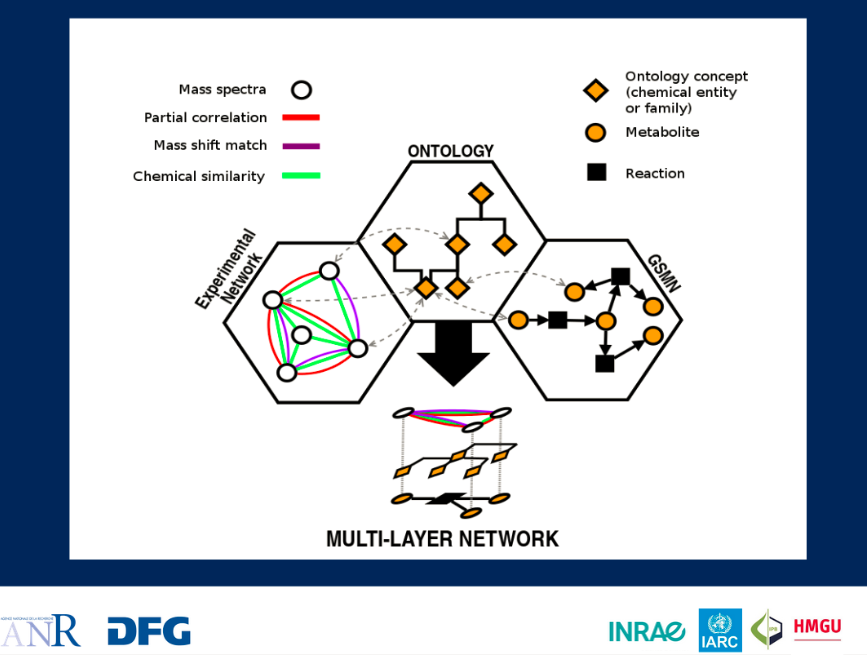 Mass spectra
Partial correlation
Mass shift match
Chemical similarity
Ontology concept
(chemical entity
or family)
Metabolite
Reaction
ONTOLOGY
Experimental
Network
GSMN
MULTI-LAYER NETWORK
ANR
DFG
INRAE
IARC
HMGU